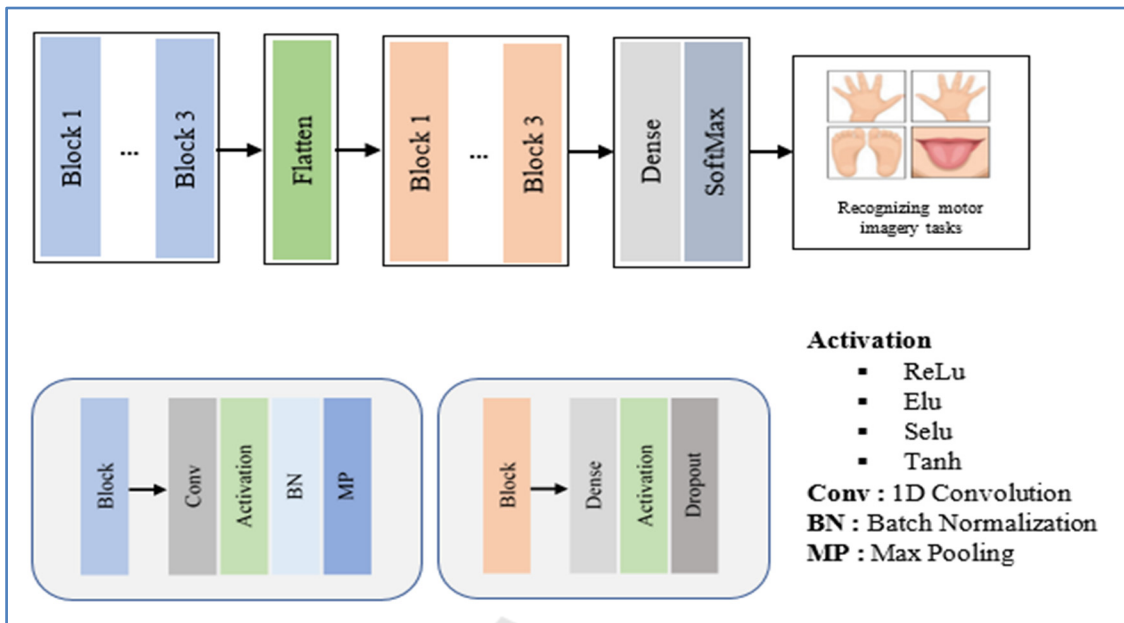 Block 1
...
Block 3
Flatten
Block 1
...
Block 3
Dense
SoftMax
Recognizing motor
imagery tasks
Block
Conv
Activation
BN
MP
Block
Dense
Activation
Dropout
Activation
▪ ReLu
▪ Elu
▪ Selu
▪ Tanh
Conv : 1D Convolution
BN : Batch Normalization
MP : Max Pooling